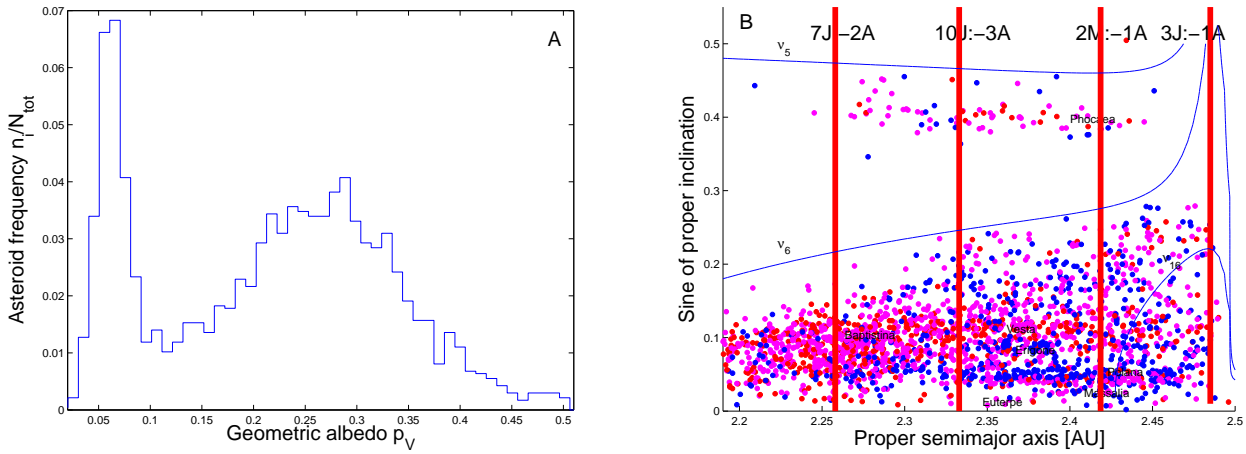 A
Asteroid frequency n_i/N_tot
0.07
0.06
0.05
0.04
0.03
0.02
0.01
0
0.05 0.1 0.15 0.2 0.25 0.3 0.35 0.4 0.45 0.5
Geometric albedo p_V
B
7J:-2A 10J:-3A 2M:-1A 3J:-1A
Sine of proper inclination
0.5
0.4
0.3
0.2
0.1
0
ν5
ν6
ν16
Phocaea
Baptistina
Vesta
Erigone
Polana
Massalia
Euterpe
2.2 2.25 2.3 2.35 2.4 2.45 2.5
Proper semimajor axis [AU]